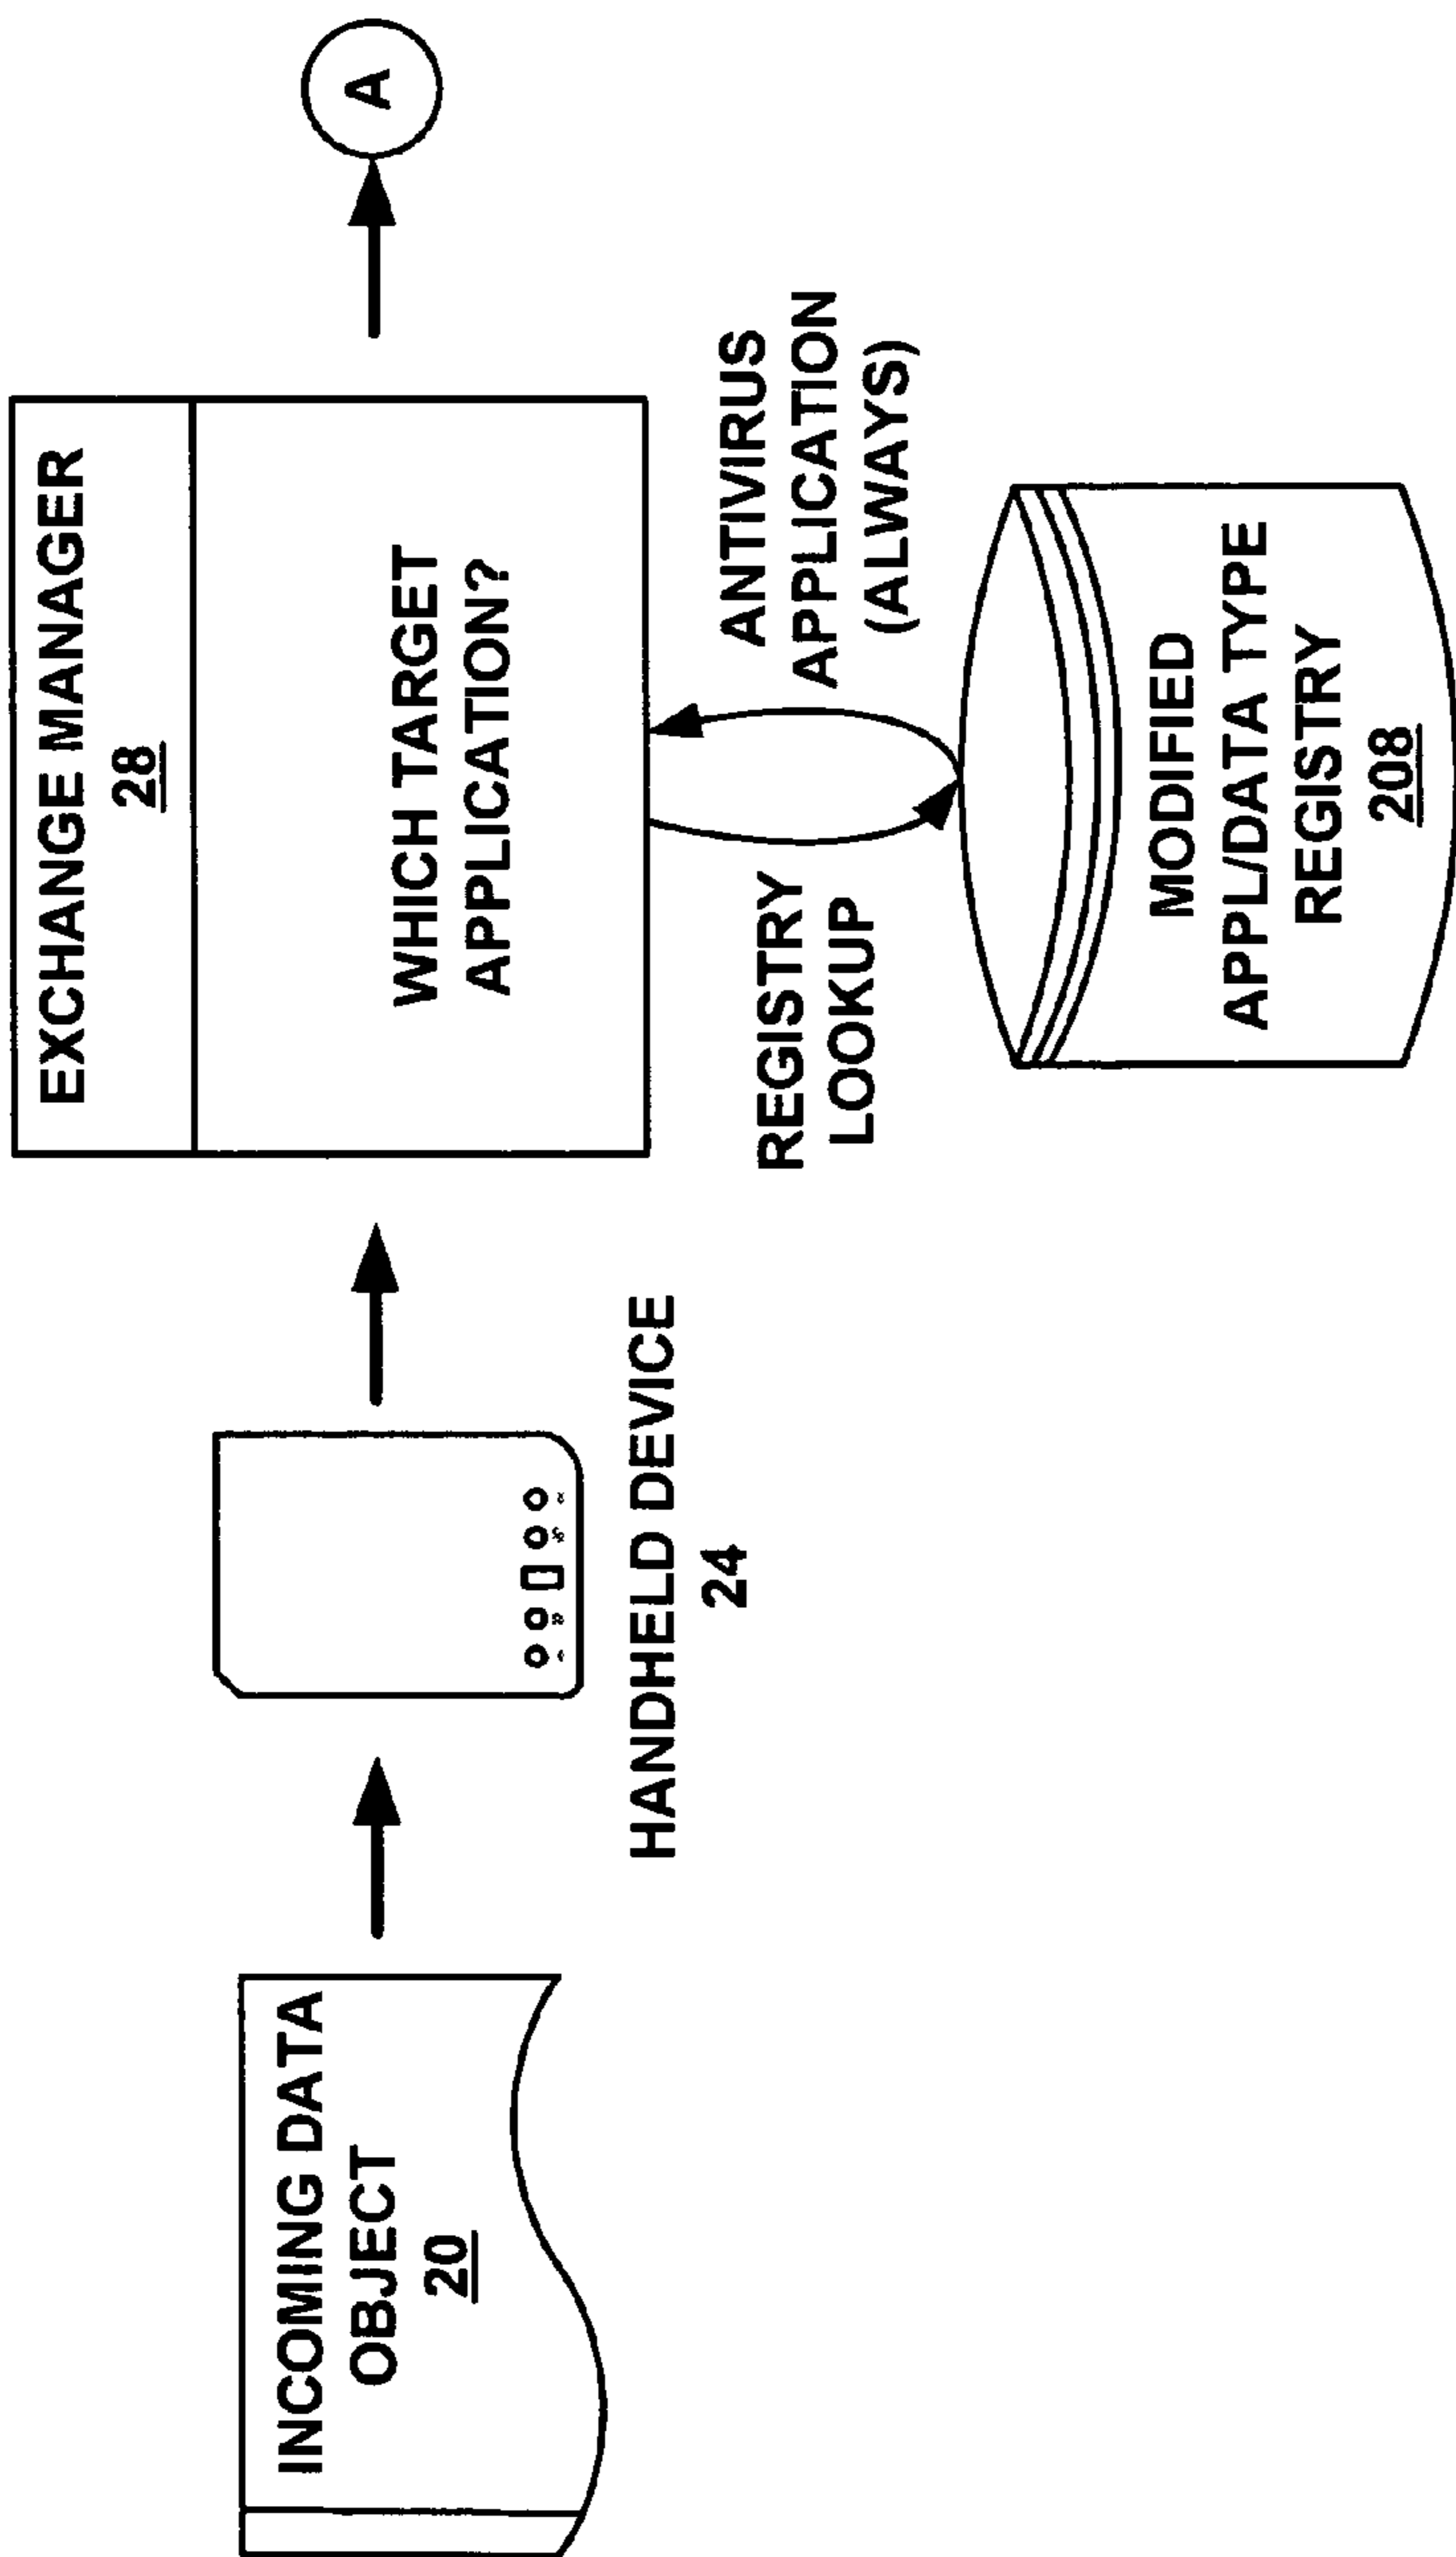 INCOMING DATA
OBJECT
20
HANDHELD DEVICE
24
EXCHANGE MANAGER
28
WHICH TARGET
APPLICATION?
REGISTRY
LOOKUP
ANTIVIRUS
APPLICATION
(ALWAYS)
MODIFIED
APPL/DATA TYPE
REGISTRY
208
A